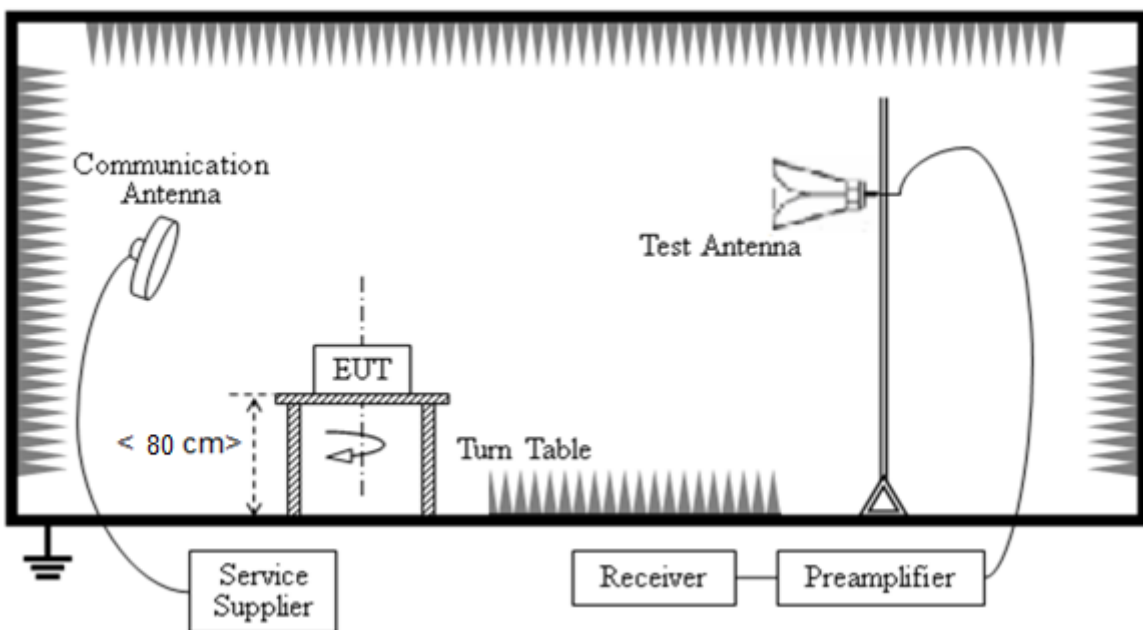 Communication
Antenna
Test Antenna
EUT
< 80 cm>
Turn Table
Service
Supplier
Receiver
Preamplifier